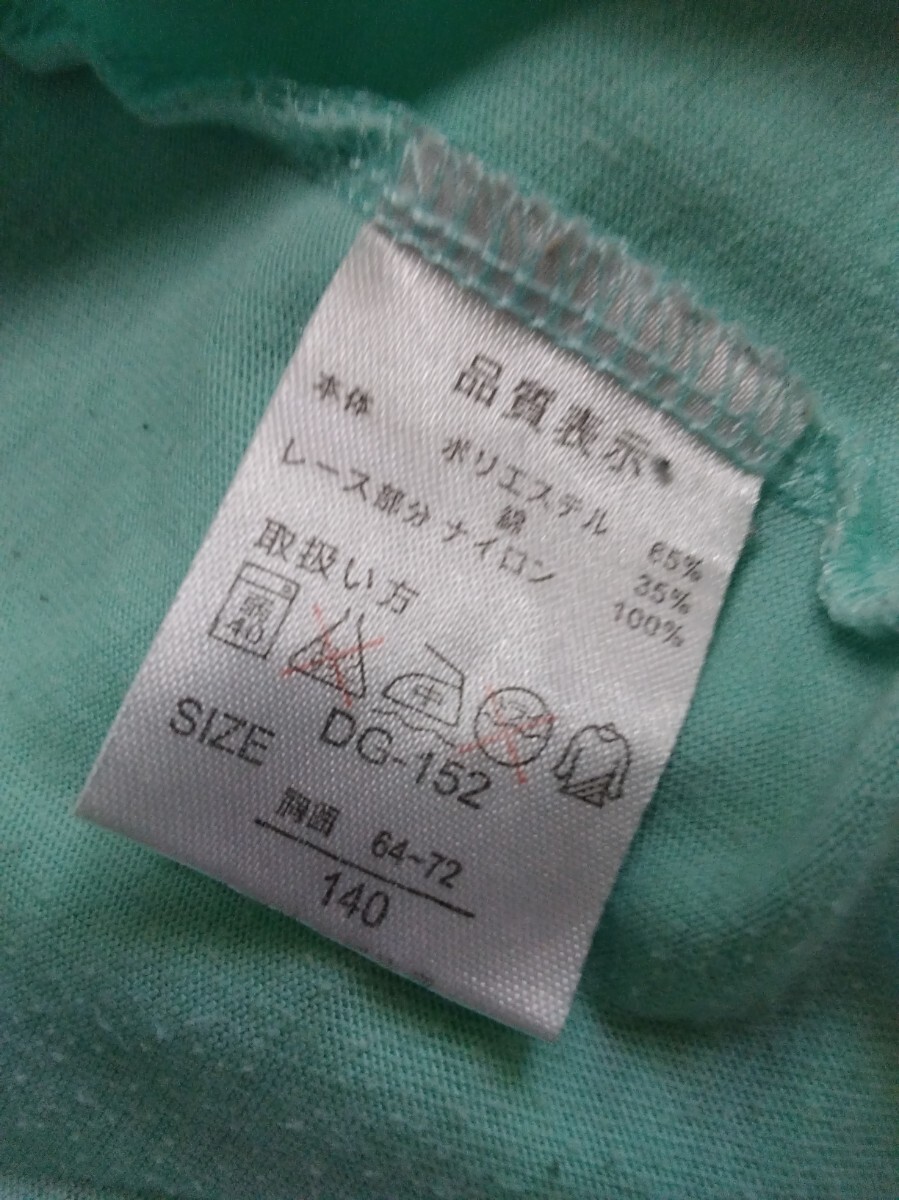 品質表示
本体 ポリエステル 65%
綿 35%
レース部分 ナイロン 100%
取扱い方
弱
40
中
DG-152
SIZE
胸囲 64~72
140